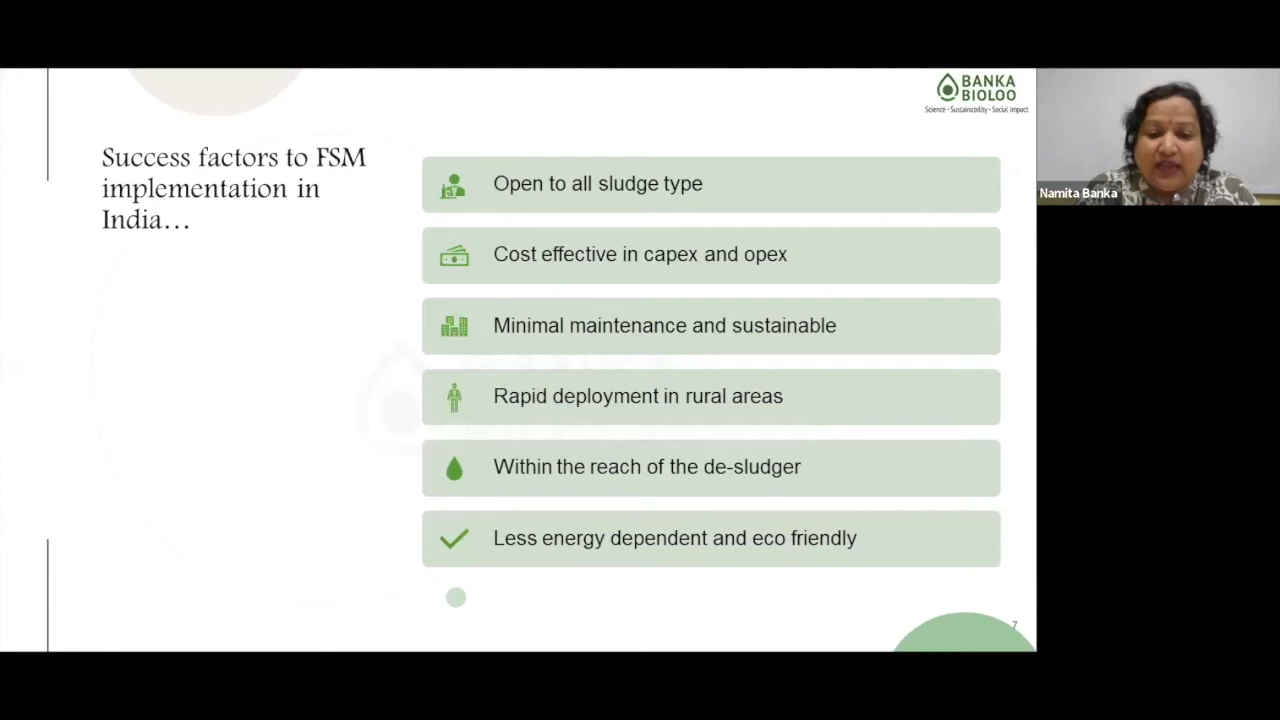 BANKA
BIOLOO
Science • Sustainability • Social Impact
Success factors to FSM
implementation in
India…
Open to all sludge type
Cost effective in capex and opex
Minimal maintenance and sustainable
Rapid deployment in rural areas
Within the reach of the de-sludger
Less energy dependent and eco friendly
7
Namita Banka